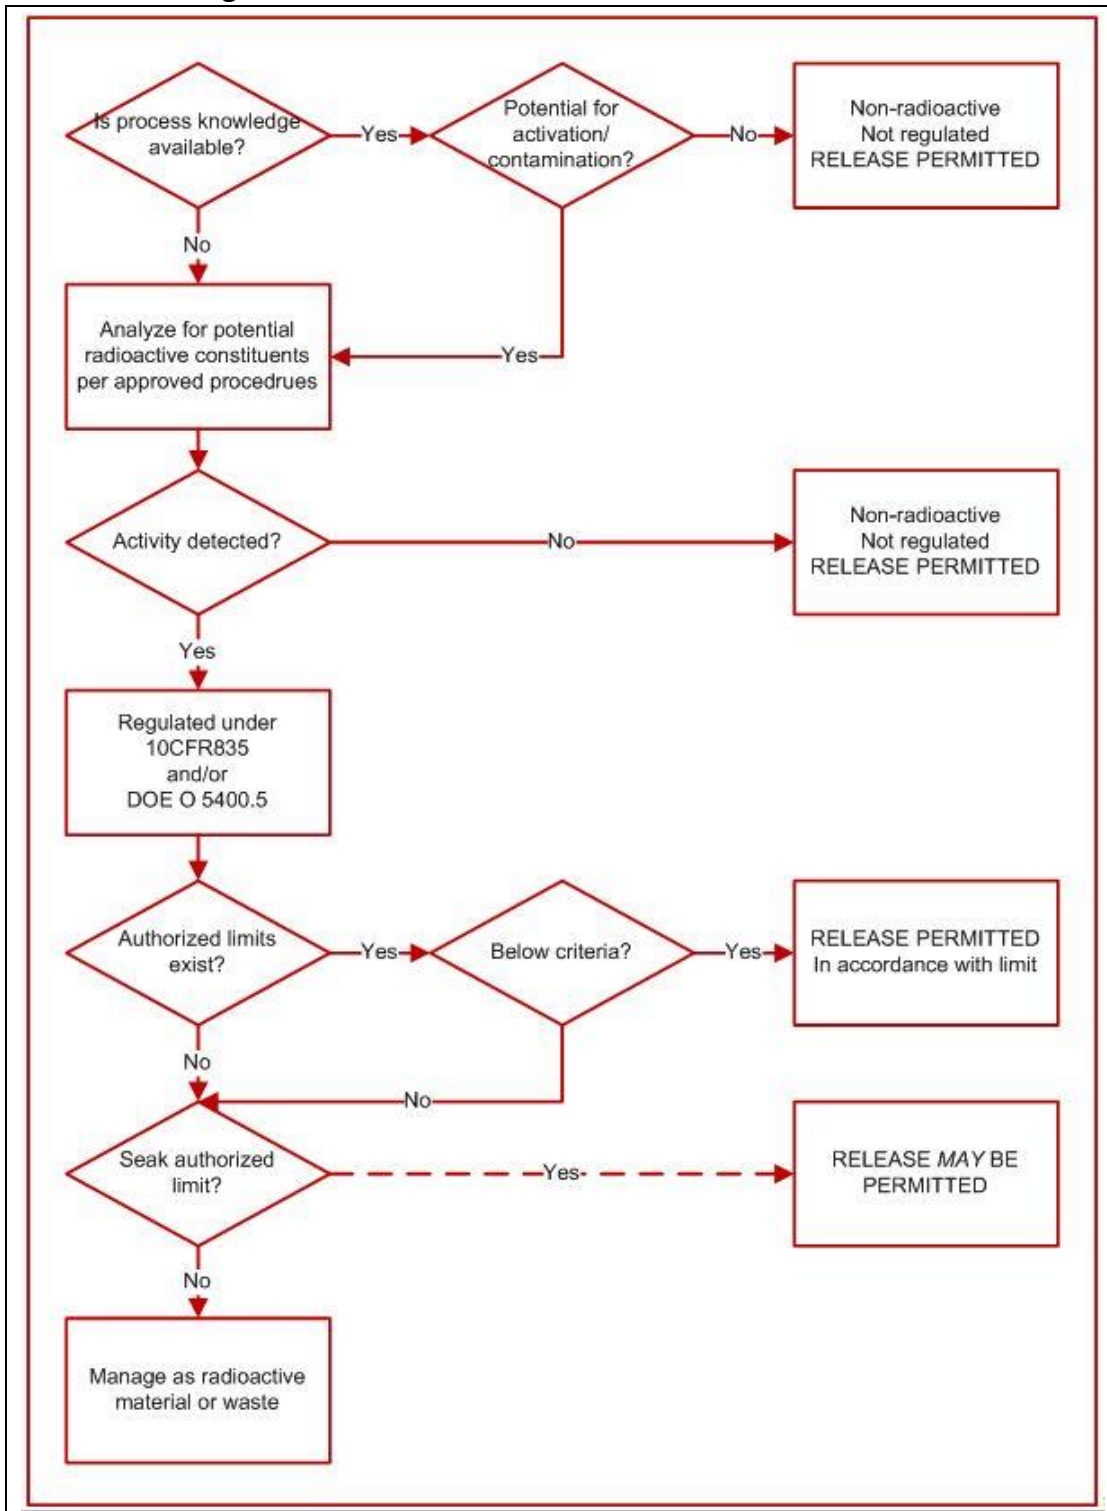 Is process knowledge
available?
Yes
Potential for
activation/
contamination?
No
Non-radioactive
Not regulated
RELEASE PERMITTED
No
Analyze for potential
radioactive constituents
per approved procedrues
Yes
Activity detected?
No
Non-radioactive
Not regulated
RELEASE PERMITTED
Yes
Regulated under
10CFR835
and/or
DOE O 5400.5
Authorized limits
exist?
Yes
Below criteria?
Yes
RELEASE PERMITTED
In accordance with limit
No
No
Seak authorized
limit?
Yes
RELEASE MAY BE
PERMITTED
No
Manage as radioactive
material or waste